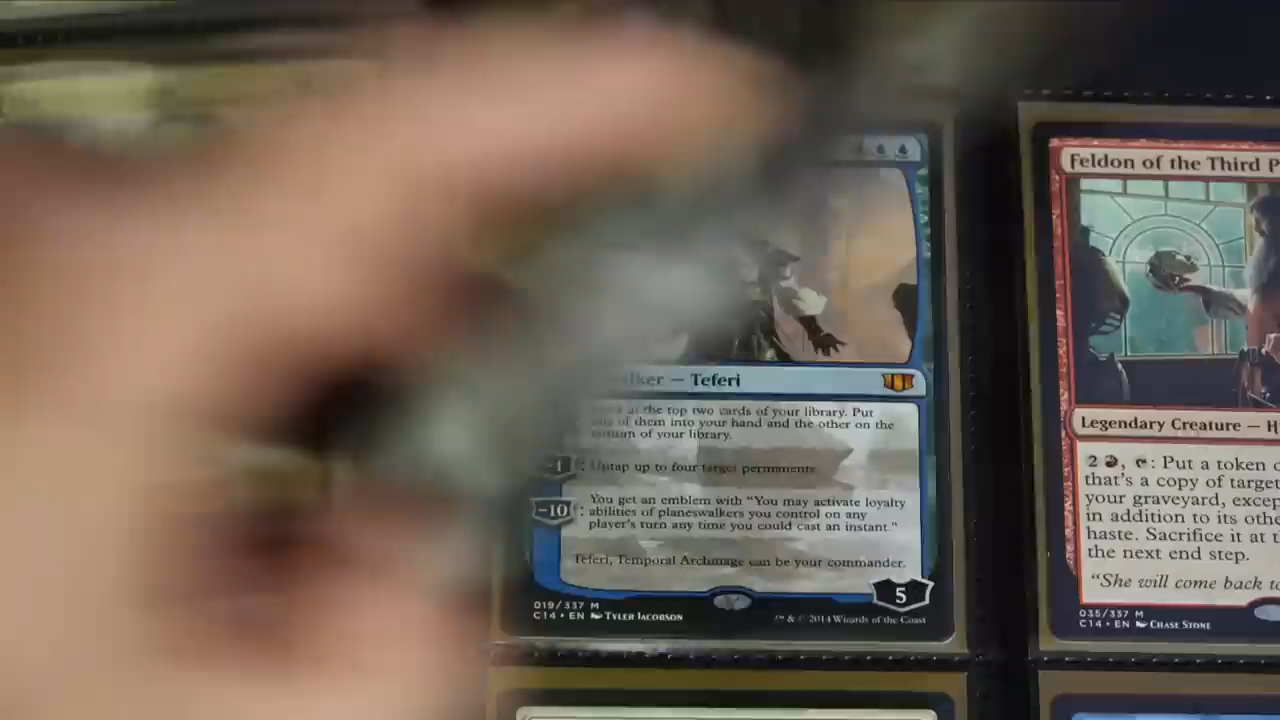 — Teferi
at the top two cards of your library. Put
of them into your hand and the other on the
bottom of your library.
-1 : Untap up to four target permanents.
You get an emblem with "You may activate loyalty
-10 : abilities of planeswalkers you control on any
player's turn any time you could cast an instant."
Teferi, Temporal Archmage can be your commander.
5
019/337 M
C14 • EN TYLER JACOBSON
™ & © 2014 Wizards of the Coast
Feldon of the Third P
Legendary Creature — H
2 , : Put a token
that's a copy of target
your graveyard, excep
in addition to its othe
haste. Sacrifice it at t
the next end step.
"She will come back to
035/337 M
C14 • EN CHASE STONE